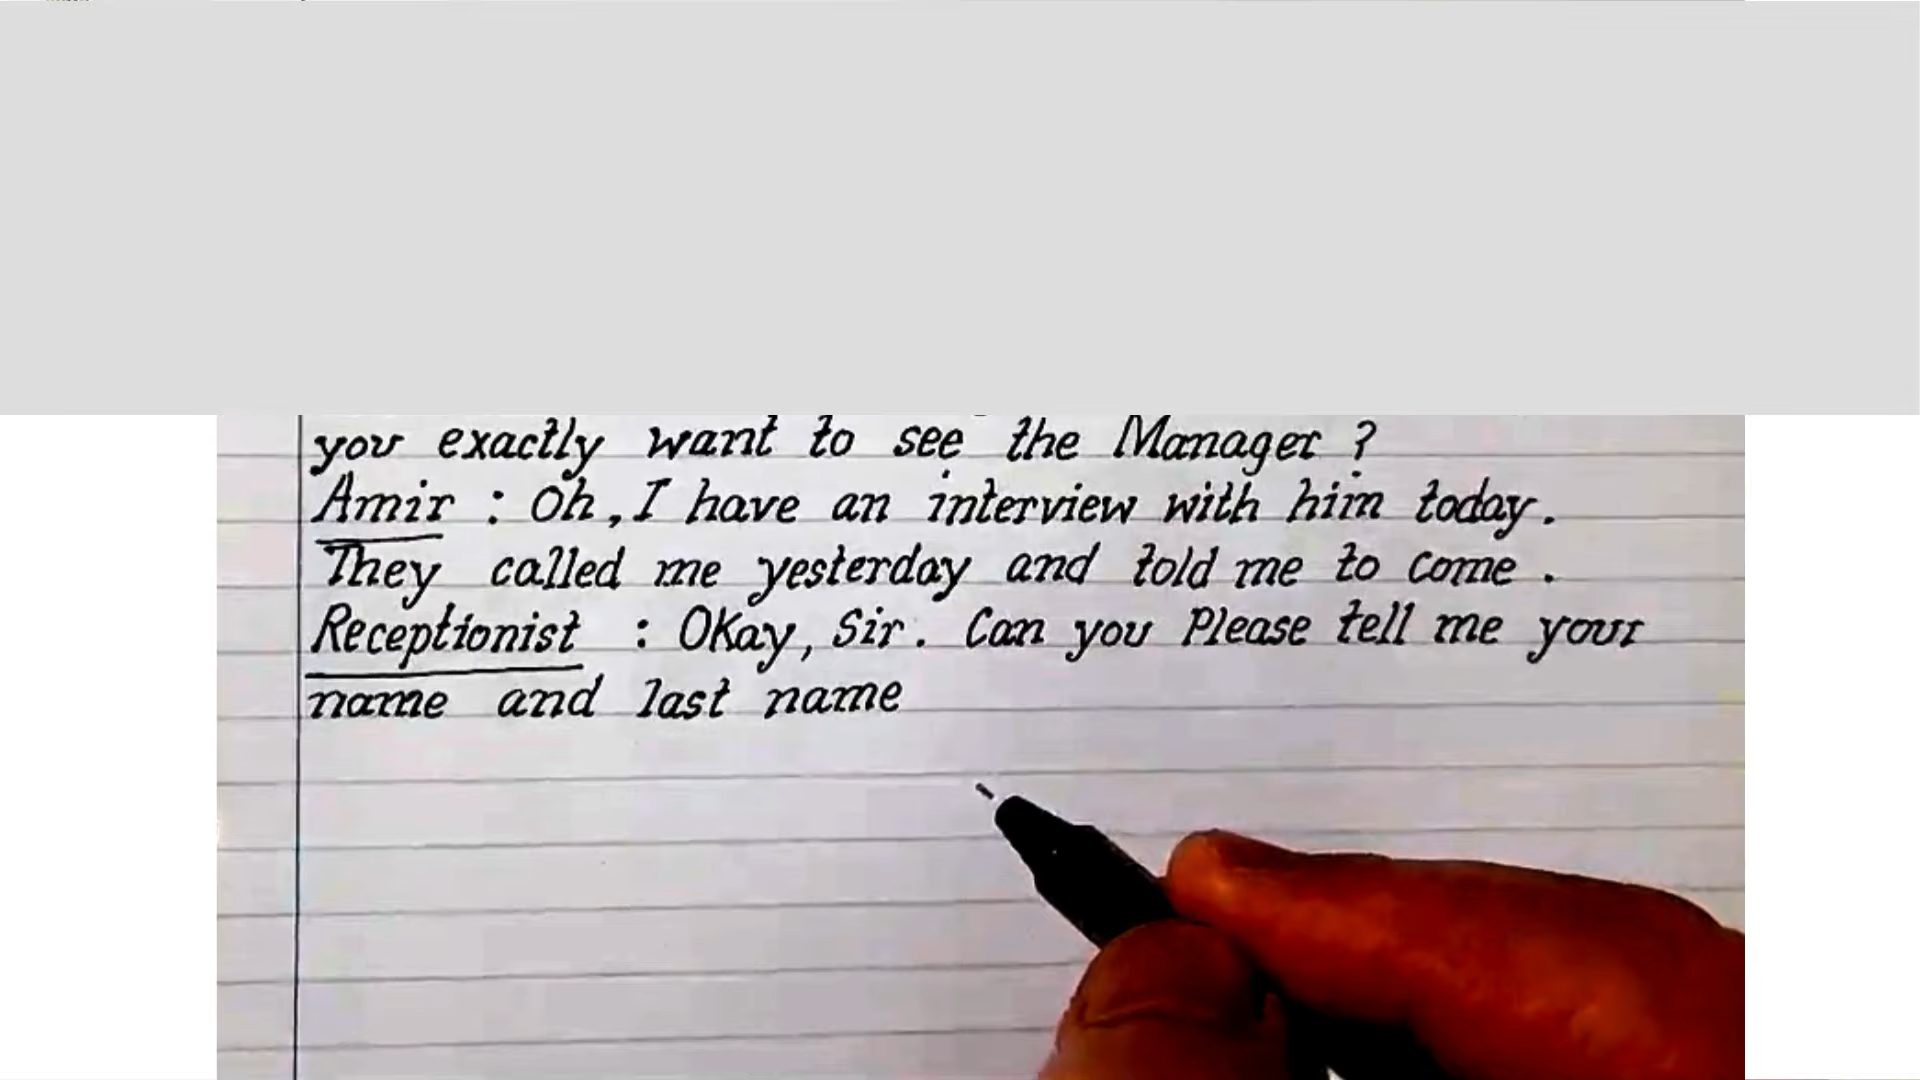 you exactly want to see the Manager ?
Amir : Oh, I have an interview with him today.
They called me yesterday and told me to come .
Receptionist : OKay, Sir. Can you Please tell me your
name and last name